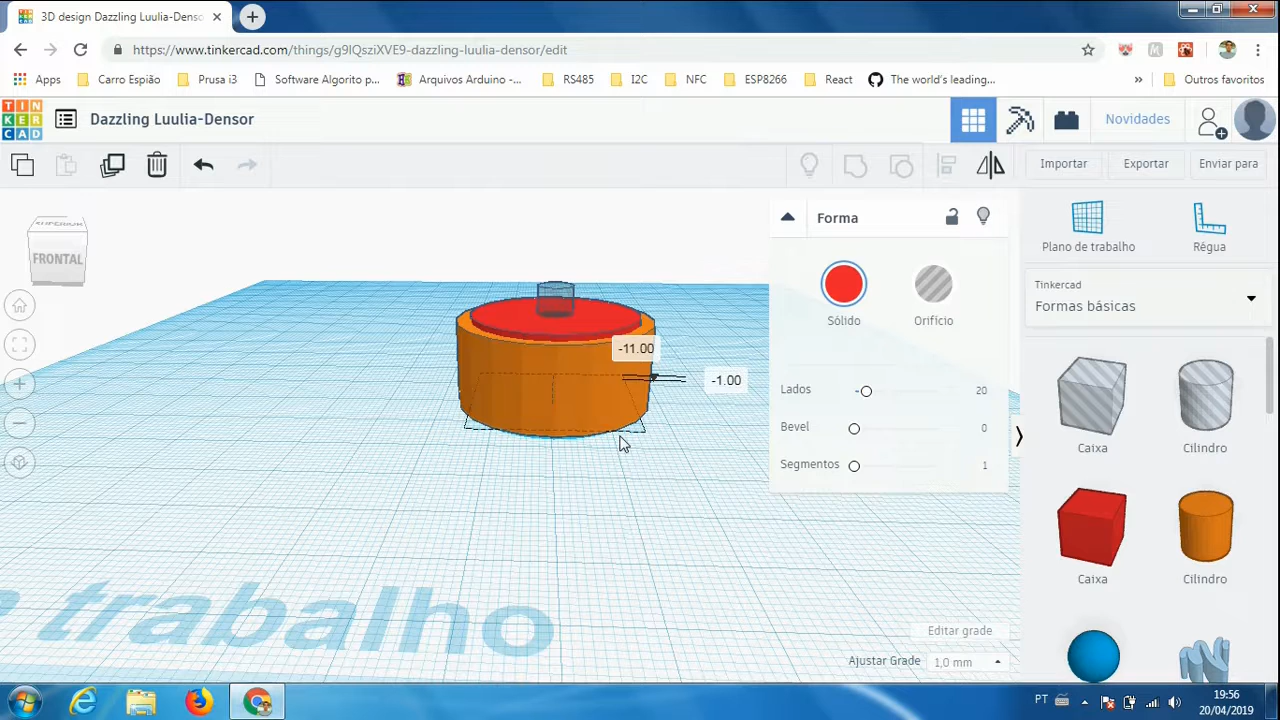 3D design Dazzling Luulia-Denso
https://www.tinkercad.com/things/g9lQsziXVE9-dazzling-luulia-densor/edit
Apps Carro Espião Prusa i3 Software Algorito p... Arquivos Arduino -... RS485 I2C NFC ESP8266 React The world's leading... » Outros favoritos
TIN
KER
CAD
Dazzling Luulia-Densor
Novidades
Importar Exportar Enviar para
SUPERIOR
FRONTAL
Forma
Sólido Orifício
Lados 20
Bevel 0
Segmentos 1
-11.00
-1.00
Plano de trabalho Régua
Tinkercad
Formas básicas
Caixa Cilindro
Caixa Cilindro
trabalho
Editar grade
Ajustar Grade 1,0 mm
PT
19:56
20/04/2019